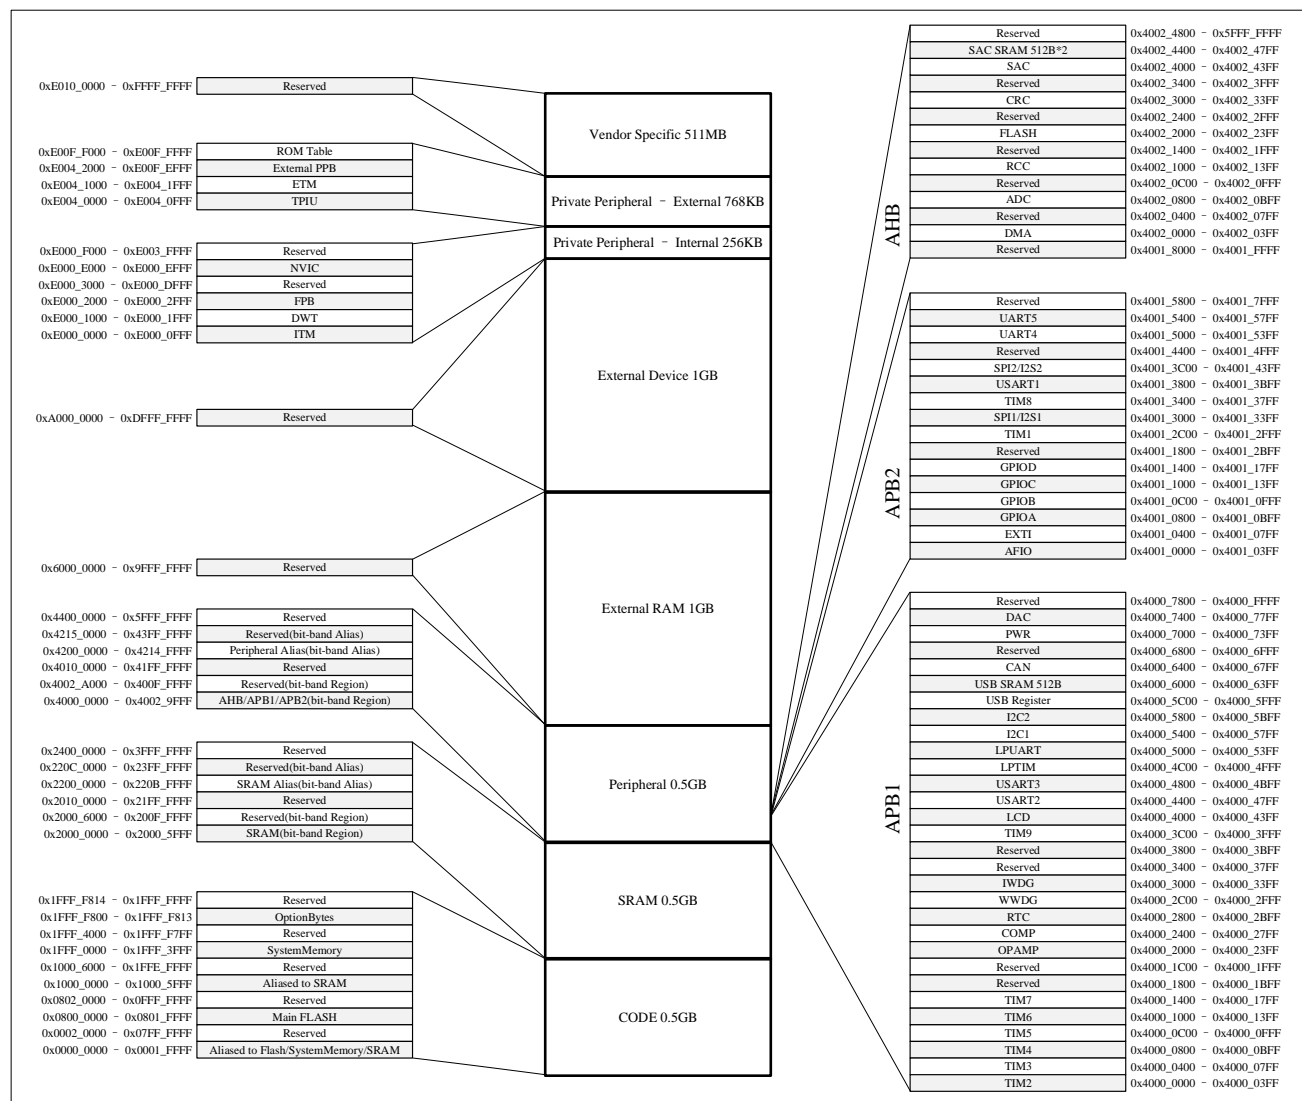 0xE010_0000 - 0xFFFF_FFFF Reserved
0xE00F_F000 - 0xE00F_FFFF ROM Table
0xE004_2000 - 0xE00F_EFFF External PPB
0xE004_1000 - 0xE004_1FFF ETM
0xE004_0000 - 0xE004_0FFF TPIU
0xE000_F000 - 0xE003_FFFF Reserved
0xE000_E000 - 0xE000_EFFF NVIC
0xE000_3000 - 0xE000_DFFF Reserved
0xE000_2000 - 0xE000_2FFF FPB
0xE000_1000 - 0xE000_1FFF DWT
0xE000_0000 - 0xE000_0FFF ITM
0xA000_0000 - 0xDFFF_FFFF Reserved
0x6000_0000 - 0x9FFF_FFFF Reserved
0x4400_0000 - 0x5FFF_FFFF Reserved
0x4215_0000 - 0x43FF_FFFF Reserved(bit-band Alias)
0x4200_0000 - 0x4214_FFFF Peripheral Alias(bit-band Alias)
0x4010_0000 - 0x41FF_FFFF Reserved
0x4002_A000 - 0x400F_FFFF Reserved(bit-band Region)
0x4000_0000 - 0x4002_9FFF AHB/APB1/APB2(bit-band Region)
0x2400_0000 - 0x3FFF_FFFF Reserved
0x220C_0000 - 0x23FF_FFFF Reserved(bit-band Alias)
0x2200_0000 - 0x220B_FFFF SRAM Alias(bit-band Alias)
0x2010_0000 - 0x21FF_FFFF Reserved
0x2000_6000 - 0x200F_FFFF Reserved(bit-band Region)
0x2000_0000 - 0x2000_5FFF SRAM(bit-band Region)
0x1FFF_F814 - 0x1FFF_FFFF Reserved
0x1FFF_F800 - 0x1FFF_F813 OptionBytes
0x1FFF_4000 - 0x1FFF_F7FF Reserved
0x1FFF_0000 - 0x1FFF_3FFF SystemMemory
0x1000_6000 - 0x1FFE_FFFF Reserved
0x1000_0000 - 0x1000_5FFF Aliased to SRAM
0x0802_0000 - 0x0FFF_FFFF Reserved
0x0800_0000 - 0x0801_FFFF Main FLASH
0x0002_0000 - 0x07FF_FFFF Reserved
0x0000_0000 - 0x0001_FFFF Aliased to Flash/SystemMemory/SRAM
Vendor Specific 511MB
Private Peripheral - External 768KB
Private Peripheral - Internal 256KB
External Device 1GB
External RAM 1GB
Peripheral 0.5GB
SRAM 0.5GB
CODE 0.5GB
AHB
Reserved 0x4002_4800 - 0x5FFF_FFFF
SAC SRAM 512B*2 0x4002_4400 - 0x4002_47FF
SAC 0x4002_4000 - 0x4002_43FF
Reserved 0x4002_3400 - 0x4002_3FFF
CRC 0x4002_3000 - 0x4002_33FF
Reserved 0x4002_2400 - 0x4002_2FFF
FLASH 0x4002_2000 - 0x4002_23FF
Reserved 0x4002_1400 - 0x4002_1FFF
RCC 0x4002_1000 - 0x4002_13FF
Reserved 0x4002_0C00 - 0x4002_0FFF
ADC 0x4002_0800 - 0x4002_0BFF
Reserved 0x4002_0400 - 0x4002_07FF
DMA 0x4002_0000 - 0x4002_03FF
Reserved 0x4001_8000 - 0x4001_FFFF
APB2
Reserved 0x4001_5800 - 0x4001_7FFF
UART5 0x4001_5400 - 0x4001_57FF
UART4 0x4001_5000 - 0x4001_53FF
Reserved 0x4001_4400 - 0x4001_4FFF
SPI2/I2S2 0x4001_3C00 - 0x4001_43FF
USART1 0x4001_3800 - 0x4001_3BFF
TIM8 0x4001_3400 - 0x4001_37FF
SPI1/I2S1 0x4001_3000 - 0x4001_33FF
TIM1 0x4001_2C00 - 0x4001_2FFF
Reserved 0x4001_1800 - 0x4001_2BFF
GPIOD 0x4001_1400 - 0x4001_17FF
GPIOC 0x4001_1000 - 0x4001_13FF
GPIOB 0x4001_0C00 - 0x4001_0FFF
GPIOA 0x4001_0800 - 0x4001_0BFF
EXTI 0x4001_0400 - 0x4001_07FF
AFIO 0x4001_0000 - 0x4001_03FF
APB1
Reserved 0x4000_7800 - 0x4000_FFFF
DAC 0x4000_7400 - 0x4000_77FF
PWR 0x4000_7000 - 0x4000_73FF
Reserved 0x4000_6800 - 0x4000_6FFF
CAN 0x4000_6400 - 0x4000_67FF
USB SRAM 512B 0x4000_6000 - 0x4000_63FF
USB Register 0x4000_5C00 - 0x4000_5FFF
I2C2 0x4000_5800 - 0x4000_5BFF
I2C1 0x4000_5400 - 0x4000_57FF
LPUART 0x4000_5000 - 0x4000_53FF
LPTIM 0x4000_4C00 - 0x4000_4FFF
USART3 0x4000_4800 - 0x4000_4BFF
USART2 0x4000_4400 - 0x4000_47FF
LCD 0x4000_4000 - 0x4000_43FF
TIM9 0x4000_3C00 - 0x4000_3FFF
Reserved 0x4000_3800 - 0x4000_3BFF
Reserved 0x4000_3400 - 0x4000_37FF
IWDG 0x4000_3000 - 0x4000_33FF
WWDG 0x4000_2C00 - 0x4000_2FFF
RTC 0x4000_2800 - 0x4000_2BFF
COMP 0x4000_2400 - 0x4000_27FF
OPAMP 0x4000_2000 - 0x4000_23FF
Reserved 0x4000_1C00 - 0x4000_1FFF
Reserved 0x4000_1800 - 0x4000_1BFF
TIM7 0x4000_1400 - 0x4000_17FF
TIM6 0x4000_1000 - 0x4000_13FF
TIM5 0x4000_0C00 - 0x4000_0FFF
TIM4 0x4000_0800 - 0x4000_0BFF
TIM3 0x4000_0400 - 0x4000_07FF
TIM2 0x4000_0000 - 0x4000_03FF